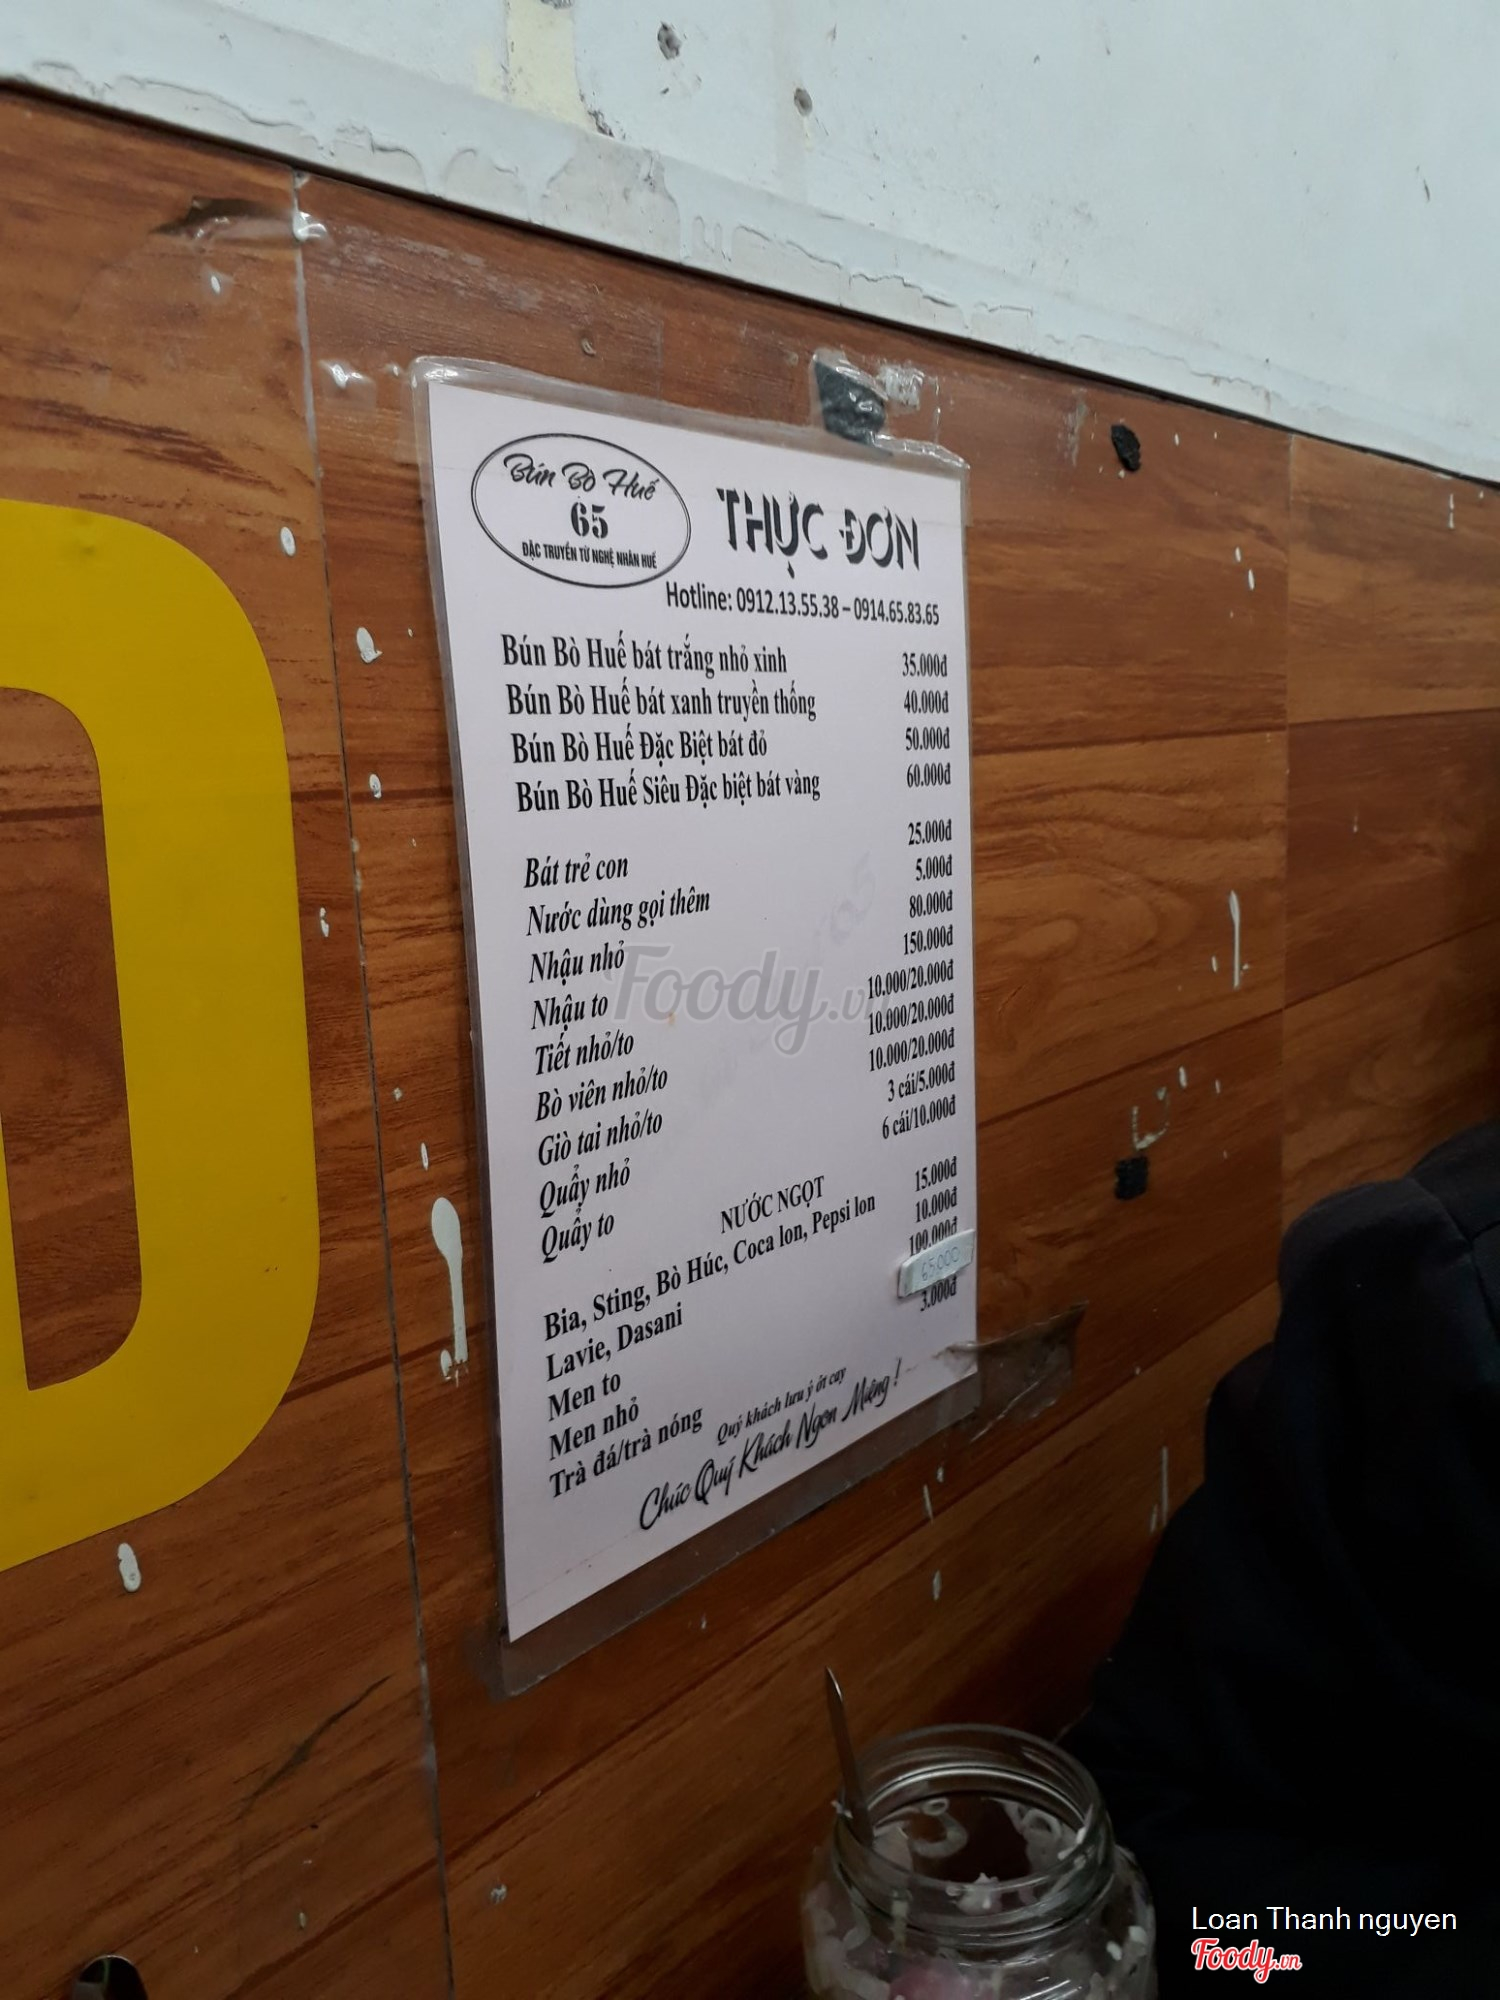 Bún Bò Huế
65
ĐẶC TRUYỀN TỪ NGHỆ NHÂN HUẾ
THỰC ĐƠN
Hotline: 0912.13.55.38 – 0914.65.83.65
Bún Bò Huế bát trắng nhỏ xinh 35.000đ
Bún Bò Huế bát xanh truyền thống 40.000đ
Bún Bò Huế Đặc Biệt bát đỏ 50.000đ
Bún Bò Huế Siêu Đặc biệt bát vàng 60.000đ
Bát trẻ con 25.000đ
Nước dùng gọi thêm 5.000đ
Nhậu nhỏ 80.000đ
Nhậu to 150.000đ
Tiết nhỏ/to 10.000/20.000đ
Bò viên nhỏ/to 10.000/20.000đ
Giò tai nhỏ/to 10.000/20.000đ
Quẩy nhỏ 3 cái/5.000đ
Quẩy to 6 cái/10.000đ
NƯỚC NGỌT
Bia, Sting, Bò Húc, Coca lon, Pepsi lon 15.000đ
Lavie, Dasani 10.000đ
Men to 100.000đ
Men nhỏ 65.000
Trà đá/trà nóng 3.000đ
Quý khách lưu ý ớt cay
Chúc Quý Khách Ngon Miệng !
Foody.vn
Loan Thanh nguyen
Foody.vn